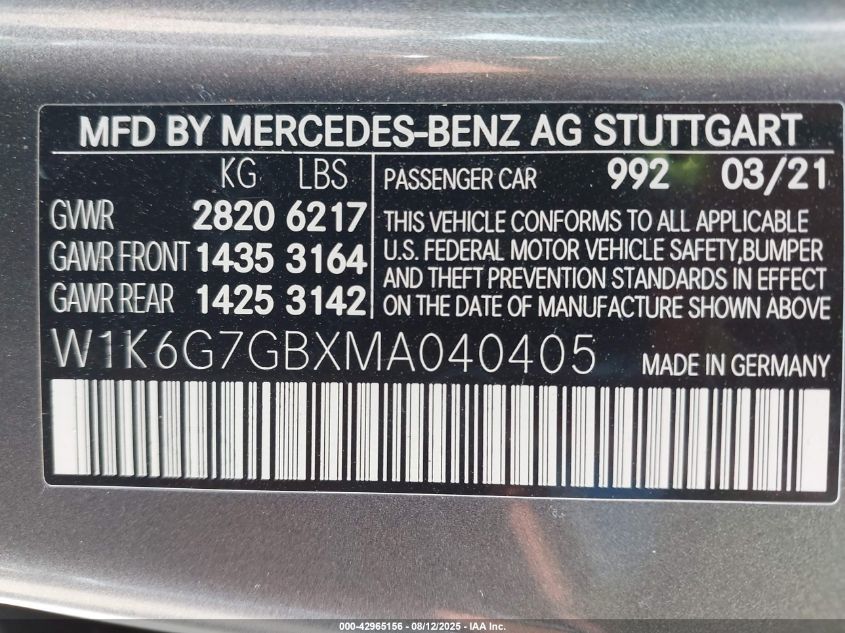 MFD BY MERCEDES-BENZ AG STUTTGART
KG LBS
GVWR 2820 6217
GAWR FRONT 1435 3164
GAWR REAR 1425 3142
PASSENGER CAR 992 03/21
THIS VEHICLE CONFORMS TO ALL APPLICABLE
U.S. FEDERAL MOTOR VEHICLE SAFETY, BUMPER
AND THEFT PREVENTION STANDARDS IN EFFECT
ON THE DATE OF MANUFACTURE SHOWN ABOVE
W1K6G7GBXMA040405 MADE IN GERMANY
000-42965156 - 08/12/2025 - IAA Inc.